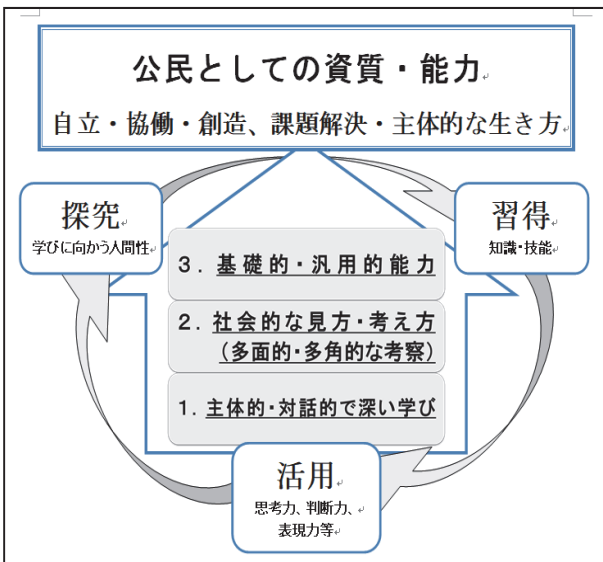 公民としての資質・能力
自立・協働・創造、課題解決・主体的な生き方
探究
学びに向かう人間性
習得
知識・技能
3. 基礎的・汎用的能力
2. 社会的な見方・考え方
(多面的・多角的な考察)
1. 主体的・対話的で深い学び
活用
思考力、判断力、
表現力等